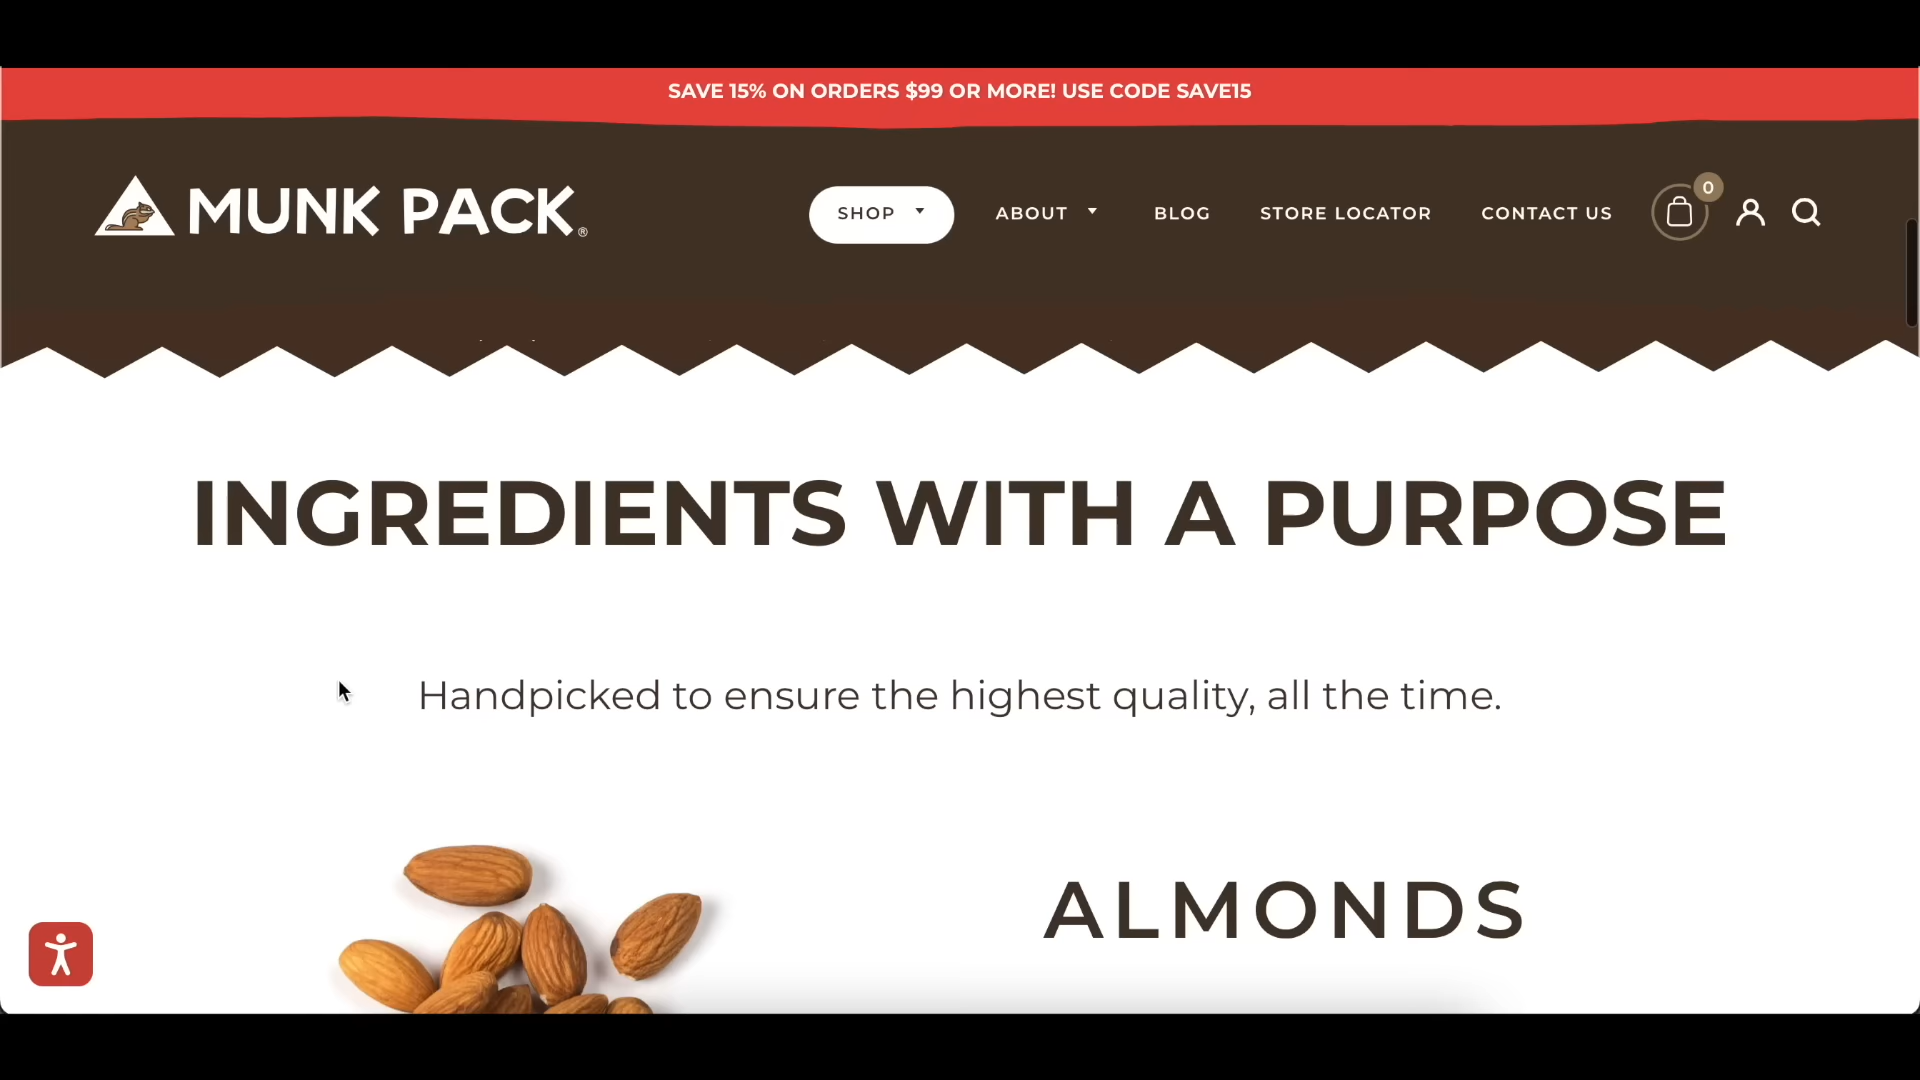 SAVE 15% ON ORDERS $99 OR MORE! USE CODE SAVE15
MUNK PACK®
SHOP
ABOUT
BLOG
STORE LOCATOR
CONTACT US
0
INGREDIENTS WITH A PURPOSE
Handpicked to ensure the highest quality, all the time.
ALMONDS